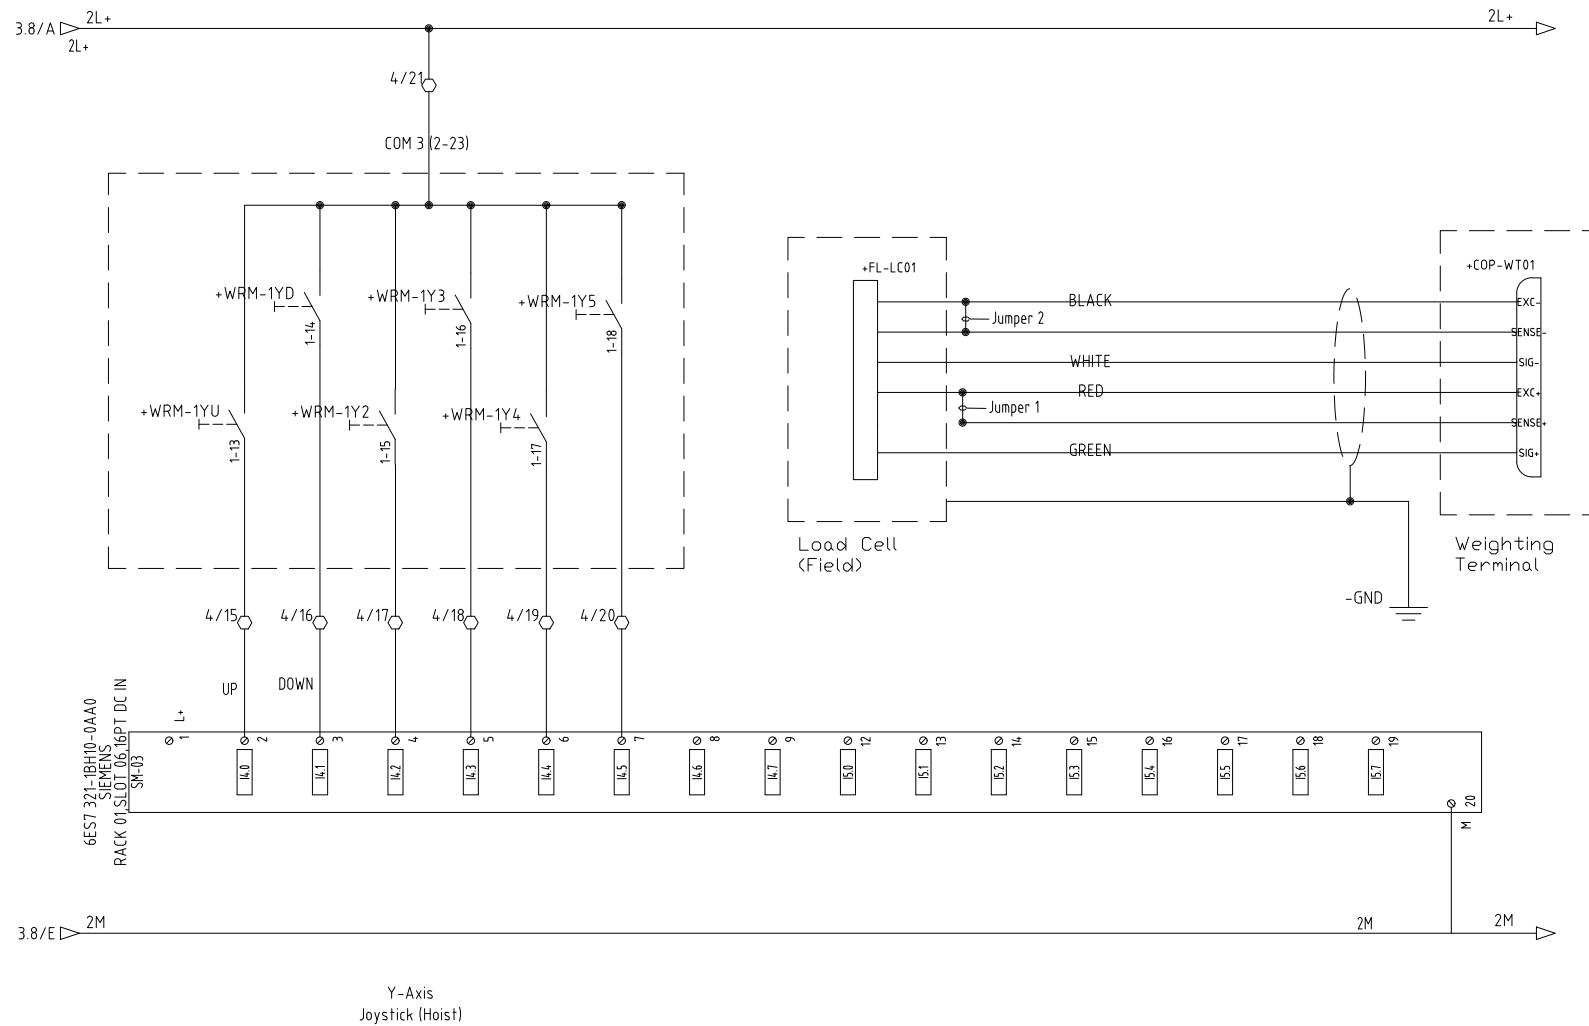 3.8/A
2L+
2L+
2L+
4/21
COM 3 (2-23)
+WRM-1YD
1-14
+WRM-1Y3
1-16
+WRM-1Y5
1-18
+WRM-1YU
1-13
+WRM-1Y2
1-15
+WRM-1Y4
1-17
+FL-LC01
BLACK
Jumper 2
WHITE
RED
Jumper 1
GREEN
+COP-WT01
EXC-
SENSE-
SIG-
EXC+
SENSE+
SIG+
Load Cell
(Field)
Weighting
Terminal
-GND
4/15
4/16
4/17
4/18
4/19
4/20
UP
DOWN
6ES7 321-1BH10-0AA0
SIEMENS
RACK 01,SLOT 06,16PT DC IN
SM-03
L+
1
2
3
4
5
6
7
8
9
12
13
14
15
16
17
18
19
I4.0
I4.1
I4.2
I4.3
I4.4
I4.5
I4.6
I4.7
I5.0
I5.1
I5.2
I5.3
I5.4
I5.5
I5.6
I5.7
20
M
3.8/E
2M
2M
2M
Y-Axis
Joystick (Hoist)